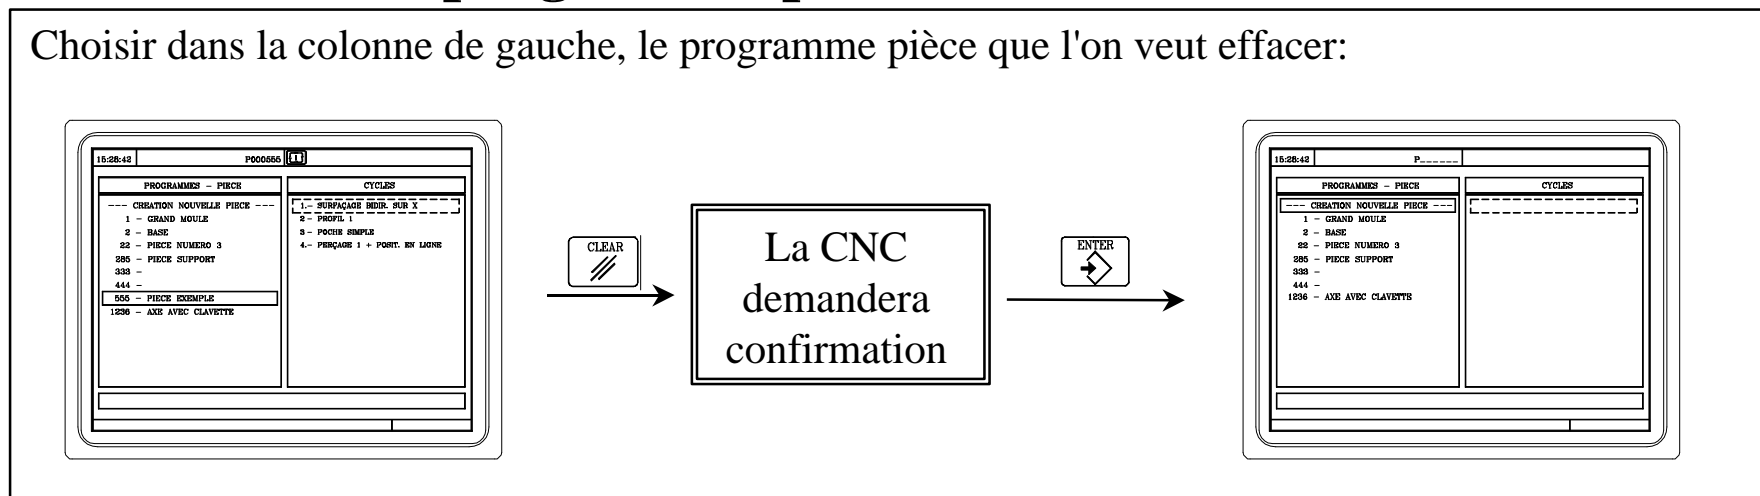 Choisir dans la colonne de gauche, le programme pièce que l'on veut effacer:
15:28:42 P000555
PROGRAMMES - PIECE CYCLES
--- CREATION NOUVELLE PIECE ---
1 - GRAND MOULE
2 - BASE
22 - PIECE NUMERO 3
285 - PIECE SUPPORT
333 -
444 -
555 - PIECE EXEMPLE
1236 - AXE AVEC CLAVETTE
1.- SURFAÇAGE BIDIR. SUR X
2 - PROFIL 1
3 - POCHE SIMPLE
4.- PERÇAGE 1 + POSIT. EN LIGNE
CLEAR
La CNC
demandera
confirmation
ENTER
15:28:42 P______
PROGRAMMES - PIECE CYCLES
--- CREATION NOUVELLE PIECE ---
1 - GRAND MOULE
2 - BASE
22 - PIECE NUMERO 3
285 - PIECE SUPPORT
333 -
444 -
1236 - AXE AVEC CLAVETTE